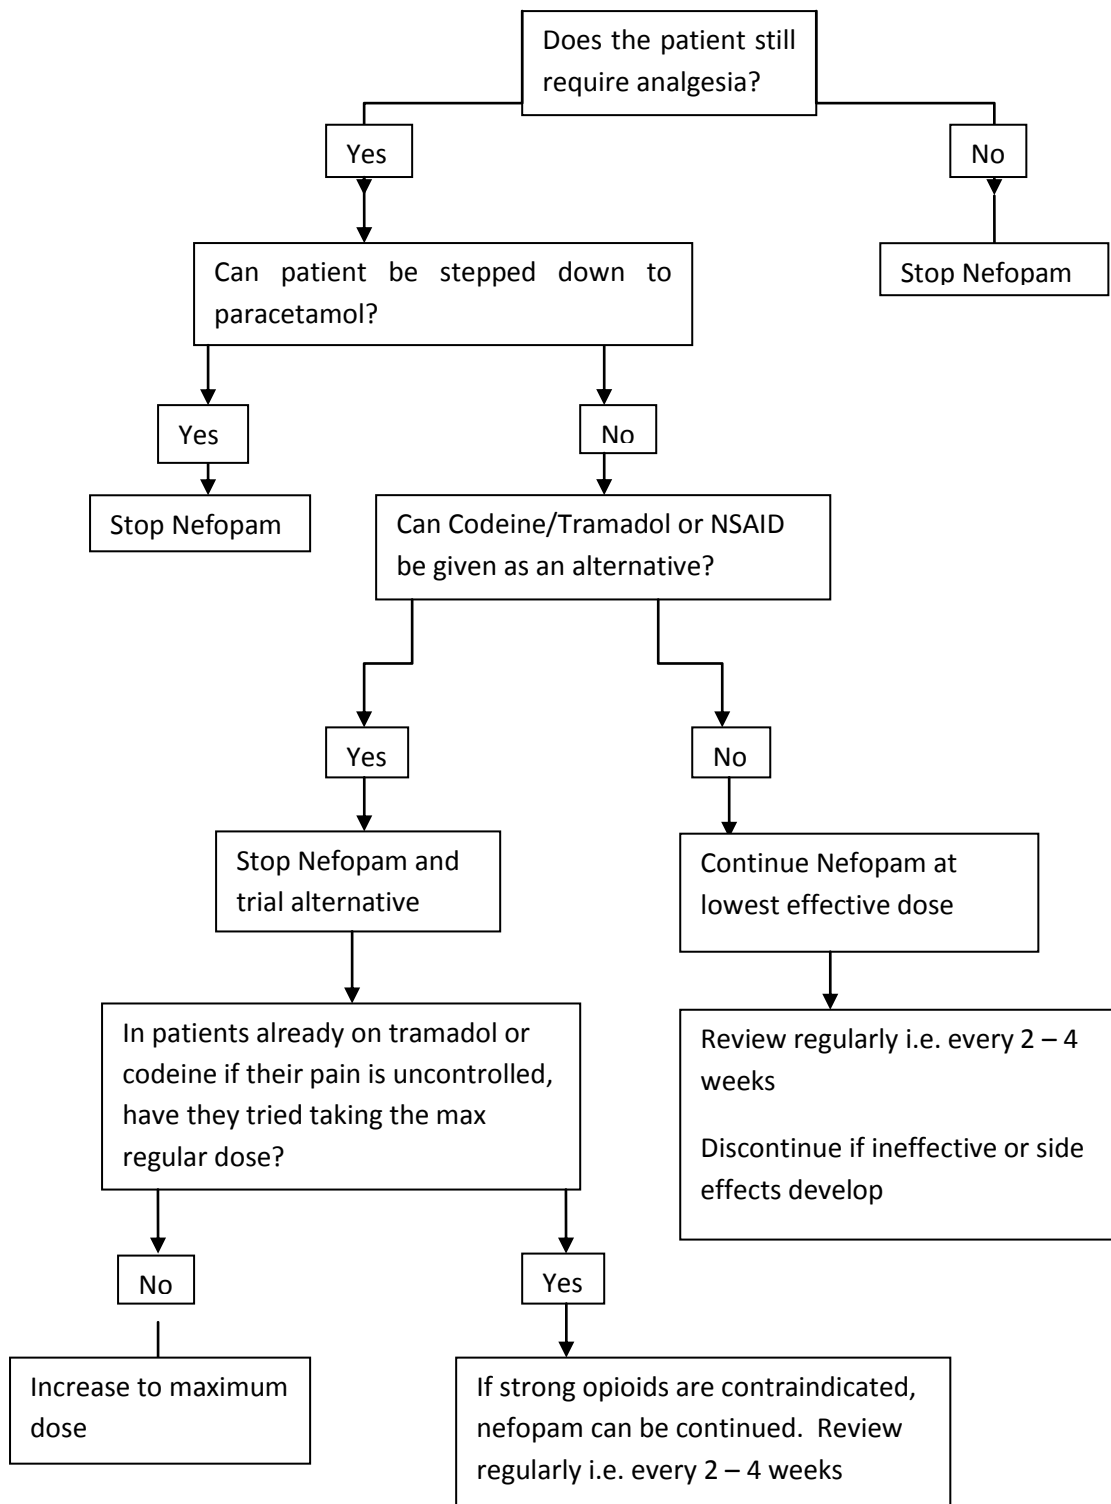 Does the patient still
require analgesia?
Yes
No
Can patient be stepped down to
paracetamol?
Stop Nefopam
Yes
No
Stop Nefopam
Can Codeine/Tramadol or NSAID
be given as an alternative?
Yes
No
Stop Nefopam and
trial alternative
Continue Nefopam at
lowest effective dose
In patients already on tramadol or
codeine if their pain is uncontrolled,
have they tried taking the max
regular dose?
Review regularly i.e. every 2 – 4
weeks
Discontinue if ineffective or side
effects develop
No
Yes
Increase to maximum
dose
If strong opioids are contraindicated,
nefopam can be continued. Review
regularly i.e. every 2 – 4 weeks